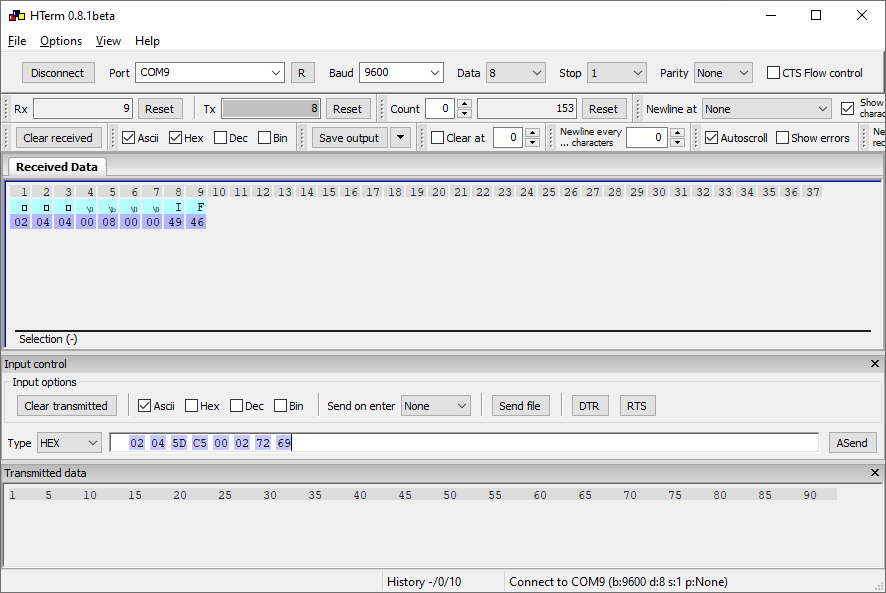 HTerm 0.8.1beta
File Options View Help
Disconnect Port COM9 R Baud 9600 Data 8 Stop 1 Parity None CTS Flow control
Rx 9 Reset Tx 8 Reset Count 0 153 Reset Newline at None Show
Clear received Ascii Hex Dec Bin Save output Clear at 0 Newline every 0 Autoscroll Show errors
... characters
Received Data
1 2 3 4 5 6 7 8 9 10 11 12 13 14 15 16 17 18 19 20 21 22 23 24 25 26 27 28 29 30 31 32 33 34 35 36 37
\0 \b \0 \0 I F
02 04 04 00 08 00 00 49 46
Selection (-)
Input control
Input options
Clear transmitted Ascii Hex Dec Bin Send on enter None Send file DTR RTS
Type HEX 02 04 5D C5 00 02 72 69 ASend
Transmitted data
1 5 10 15 20 25 30 35 40 45 50 55 60 65 70 75 80 85 90
History -/0/10 Connect to COM9 (b:9600 d:8 s:1 p:None)